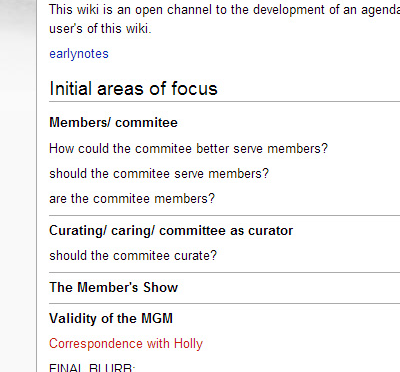 This wiki is an open channel to the development of an agenda
user's of this wiki.
earlynotes
Initial areas of focus
Members/ commitee
How could the commitee better serve members?
should the commitee serve members?
are the commitee members?
Curating/ caring/ committee as curator
should the commitee curate?
The Member's Show
Validity of the MGM
Correspondence with Holly
FINAL BLURB: